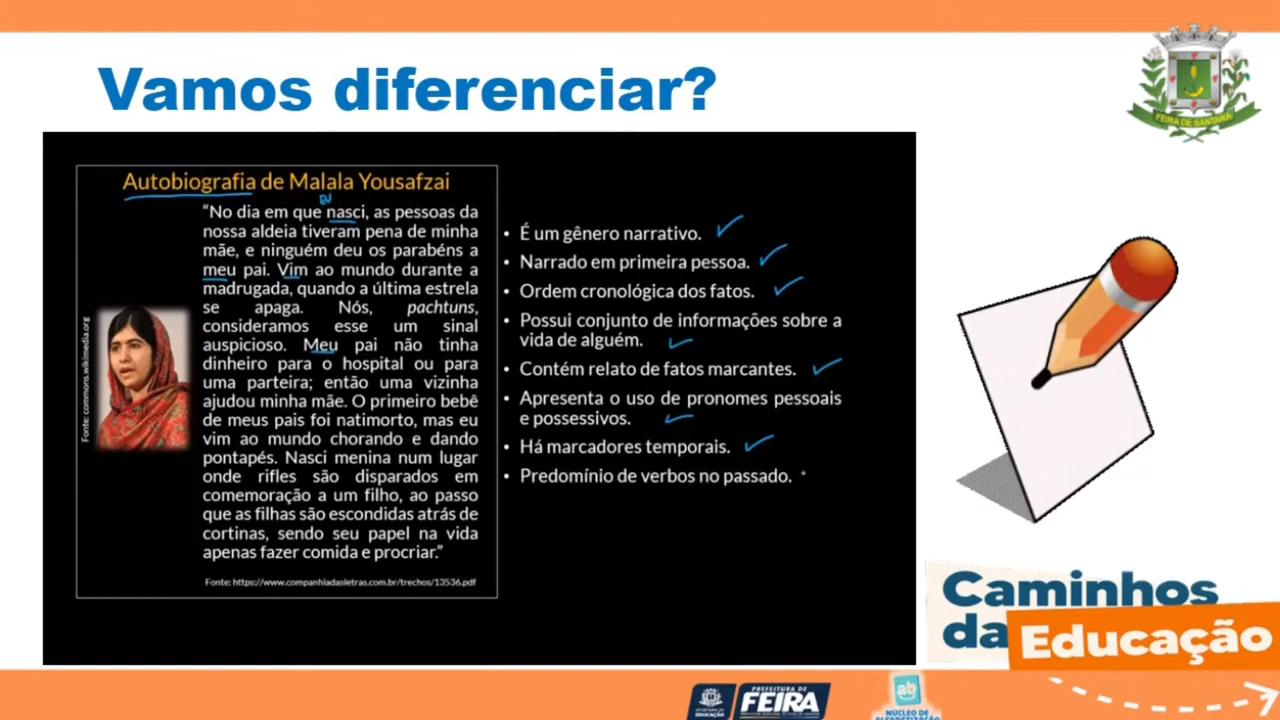 Vamos diferenciar?
FEIRA DE SANTANA
Autobiografia de Malala Yousafzai
eu
“No dia em que nasci, as pessoas da
nossa aldeia tiveram pena de minha
mãe, e ninguém deu os parabéns a
meu pai. Vim ao mundo durante a
madrugada, quando a última estrela
se apaga. Nós, pachtuns,
consideramos esse um sinal
auspicioso. Meu pai não tinha
dinheiro para o hospital ou para
uma parteira; então uma vizinha
ajudou minha mãe. O primeiro bebê
de meus pais foi natimorto, mas eu
vim ao mundo chorando e dando
pontapés. Nasci menina num lugar
onde rifles são disparados em
comemoração a um filho, ao passo
que as filhas são escondidas atrás de
cortinas, sendo seu papel na vida
apenas fazer comida e procriar.”
Fonte: https://www.companhiadasletras.com.br/trechos/13536.pdf
Fonte: commons.wikimedia.org
• É um gênero narrativo.
• Narrado em primeira pessoa.
• Ordem cronológica dos fatos.
• Possui conjunto de informações sobre a
vida de alguém.
• Contém relato de fatos marcantes.
• Apresenta o uso de pronomes pessoais
e possessivos.
• Há marcadores temporais.
• Predomínio de verbos no passado.
Caminhos
da Educação
SECRETARIA DE
EDUCAÇÃO
PREFEITURA DE
FEIRA
ab
NÚCLEO DE
ALFABETIZAÇÃO